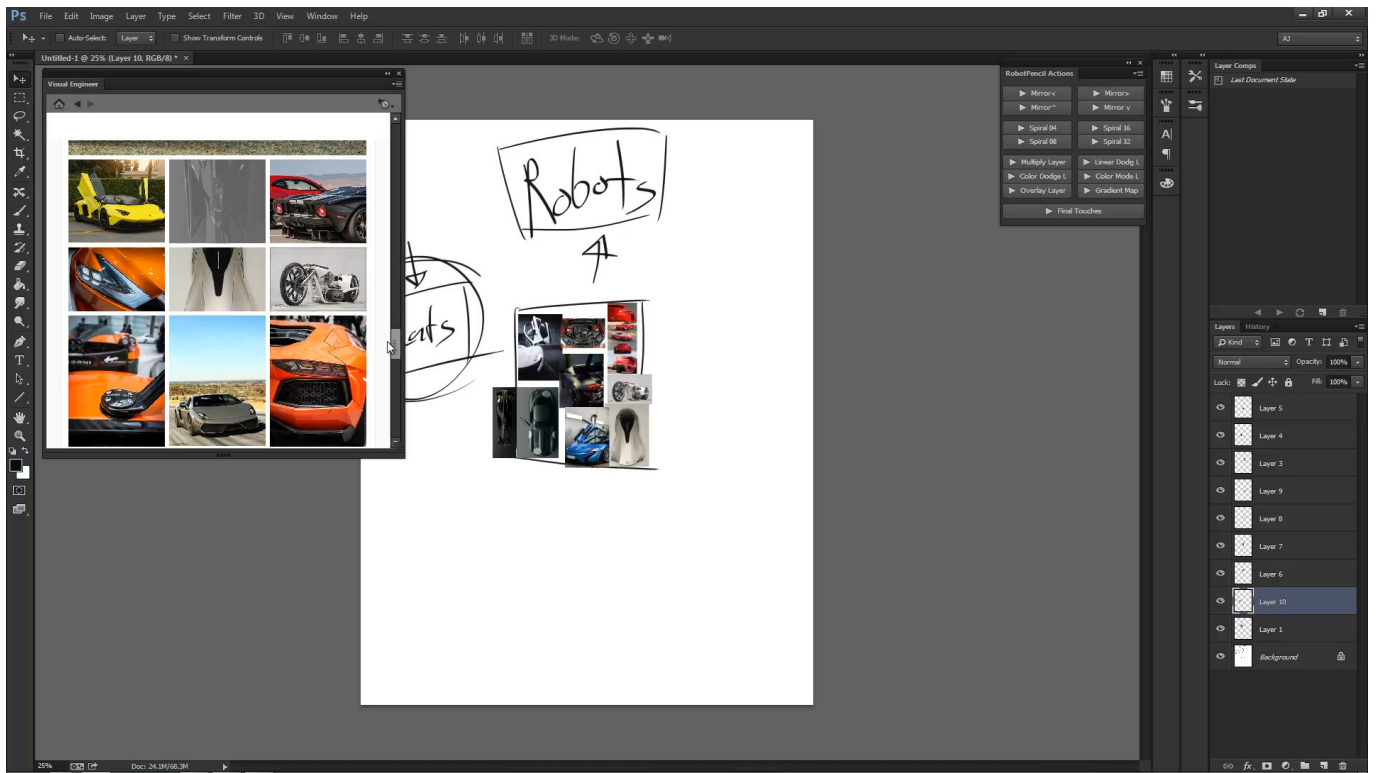 Ps File Edit Image Layer Type Select Filter 3D View Window Help
Auto-Select: Layer Show Transform Controls 3D Mode: AJ
Untitled-1 @ 25% (Layer 10, RGB/8) * ×
Visual Engineer
Robots
RobotPencil Actions
Mirror< Mirror>
Mirror^ Mirror v
Spiral 04 Spiral 16
Spiral 08 Spiral 32
Multiply Layer Linear Dodg L
Color Dodge L Color Mode L
Overlay Layer Gradient Map
Final Touches
Layer Comps
Last Document State
Layers History
Kind
Normal Opacity: 100%
Lock: Fill: 100%
Layer 5
Layer 4
Layer 3
Layer 9
Layer 8
Layer 7
Layer 6
Layer 10
Layer 1
Background
25% Doc: 24.1M/68.3M